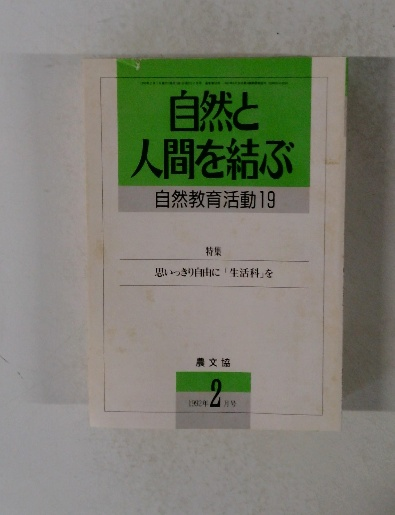 自然と
人間を結ぶ
自然教育活動19
特集
思いっきり自由に「生活科」を
農文協
1992年2月号